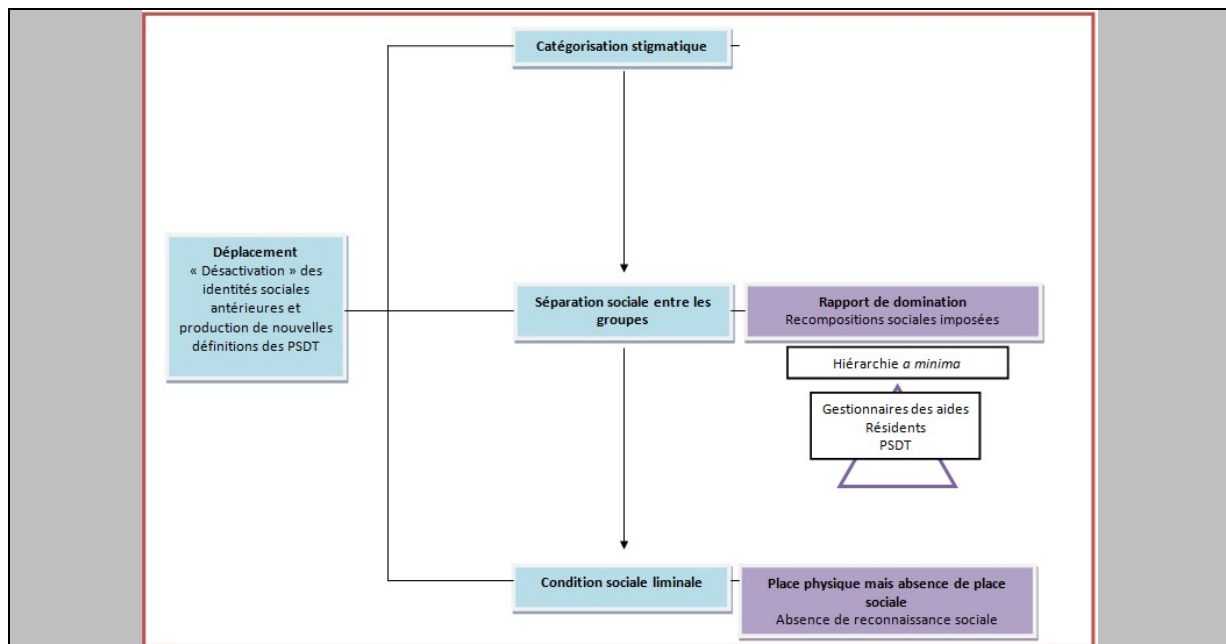 Catégorisation stigmatique
Déplacement
« Désactivation » des
identités sociales
antérieures et
production de nouvelles
définitions des PSDT
Séparation sociale entre les
groupes
Rapport de domination
Recompositions sociales imposées
Hiérarchie a minima
Gestionnaires des aides
Résidents
PSDT
Condition sociale liminale
Place physique mais absence de place
sociale
Absence de reconnaissance sociale